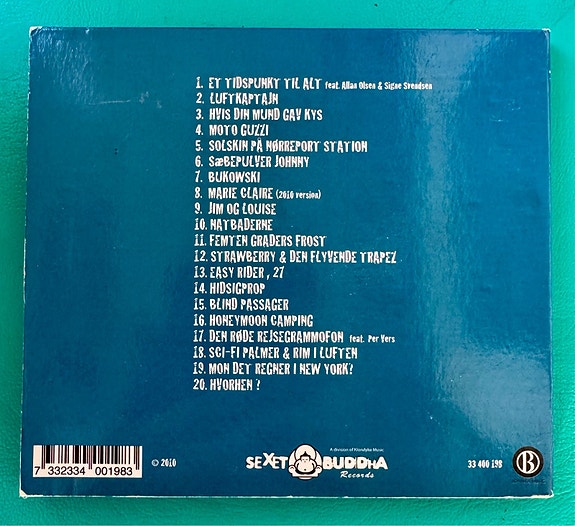 1. ET TIDSPUNKT TIL ALT feat. Allan Olsen & Signe Svendsen
2. LUFTKAPTAJN
3. HVIS DIN MUND GAV KYS
4. MOTO GUZZI
5. SOLSKIN PÅ NØRREPORT STATION
6. SÆBEPULVER JOHNNY
7. BUKOWSKI
8. MARIE CLAIRE (2010 version)
9. JIM OG LOUISE
10. NATBADERNE
11. FEMTEN GRADERS FROST
12. STRAWBERRY & DEN FLYVENDE TRAPEZ
13. EASY RIDER, 27
14. HIDSIGPROP
15. BLIND PASSAGER
16. HONEYMOON CAMPING
17. DEN RØDE REJSEGRAMMOFON feat. Per Vers
18. SCI-FI PALMER & RIM I LUFTEN
19. MON DET REGNER I NEW YORK?
20. HVORHEN ?
7 332334 001983
© 2010
A division of Klondyke Music
SEXET BUDDHA
Records
33 400 198
B